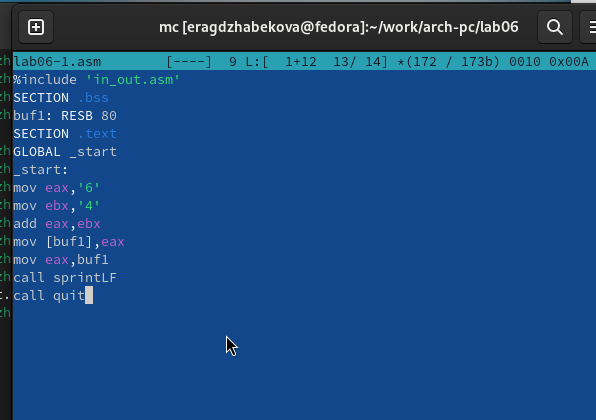 mc [eragdzhabekova@fedora]:~/work/arch-pc/lab06
lab06-1.asm [----] 9 L:[ 1+12 13/ 14] *(172 / 173b) 0010 0x00A
%include 'in_out.asm'
SECTION .bss
buf1: RESB 80
SECTION .text
GLOBAL _start
_start:
mov eax,'6'
mov ebx,'4'
add eax,ebx
mov [buf1],eax
mov eax,buf1
call sprintLF
call quit